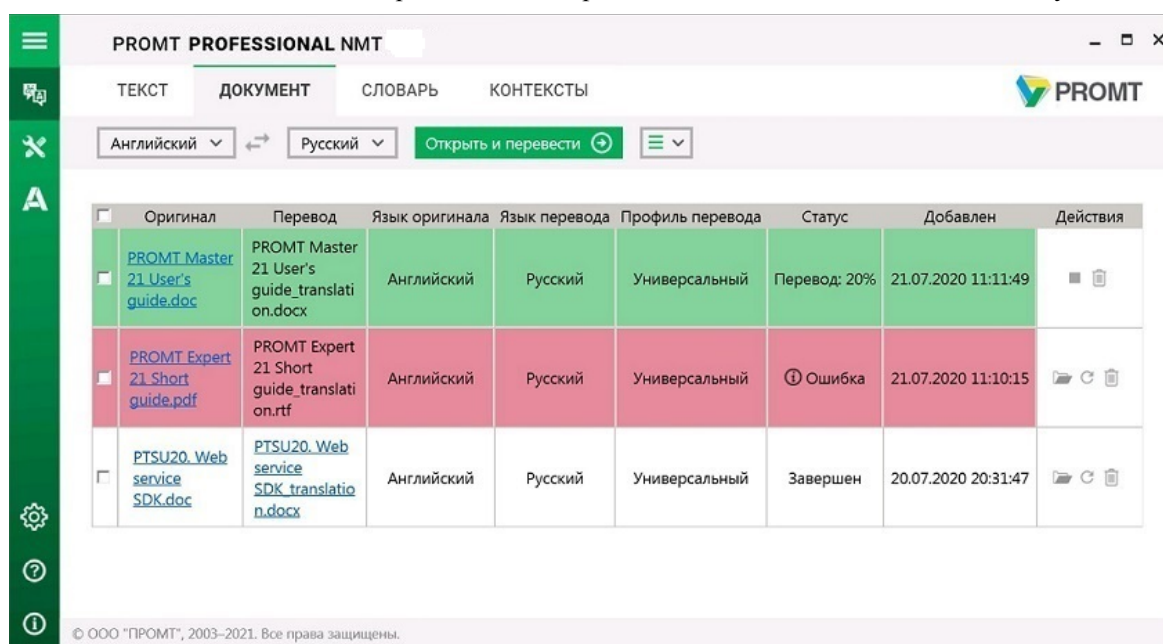 PROMT PROFESSIONAL NMT
ТЕКСТ ДОКУМЕНТ СЛОВАРЬ КОНТЕКСТЫ
PROMT
Английский Русский Открыть и перевести
Оригинал Перевод Язык оригинала Язык перевода Профиль перевода Статус Добавлен Действия
PROMT Master
21 User's
guide.doc
PROMT Master
21 User's
guide_translati
on.docx
Английский Русский Универсальный Перевод: 20% 21.07.2020 11:11:49
PROMT Expert
21 Short
guide.pdf
PROMT Expert
21 Short
guide_translati
on.rtf
Английский Русский Универсальный Ошибка 21.07.2020 11:10:15
PTSU20. Web
service
SDK.doc
PTSU20. Web
service
SDK_translatio
n.docx
Английский Русский Универсальный Завершен 20.07.2020 20:31:47
© ООО "ПРОМТ", 2003–2021. Все права защищены.